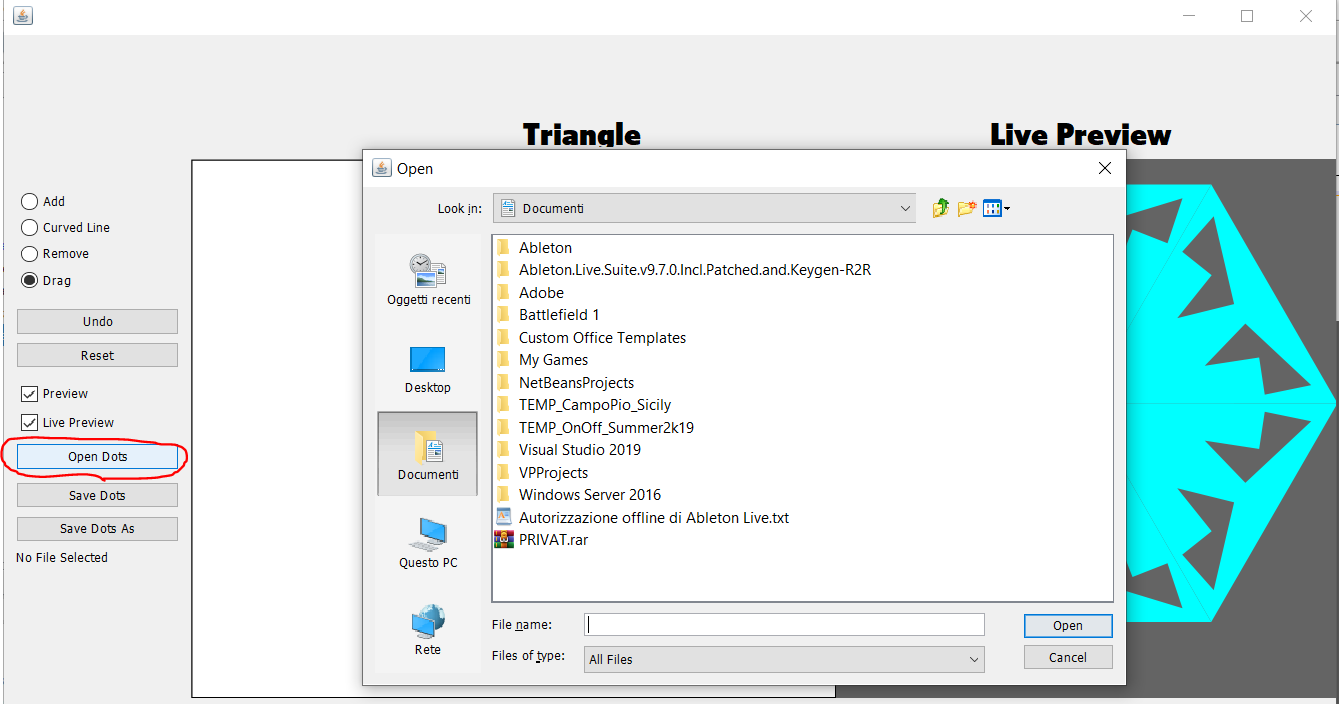 Triangle
Live Preview
Add
Curved Line
Remove
Drag
Undo
Reset
Preview
Live Preview
Open Dots
Save Dots
Save Dots As
No File Selected
Open
Look in:
Documenti
Oggetti recenti
Desktop
Documenti
Questo PC
Rete
Ableton
Ableton.Live.Suite.v9.7.0.Incl.Patched.and.Keygen-R2R
Adobe
Battlefield 1
Custom Office Templates
My Games
NetBeansProjects
TEMP_CampoPio_Sicily
TEMP_OnOff_Summer2k19
Visual Studio 2019
VPProjects
Windows Server 2016
Autorizzazione offline di Ableton Live.txt
PRIVAT.rar
File name:
Open
Files of type:
All Files
Cancel